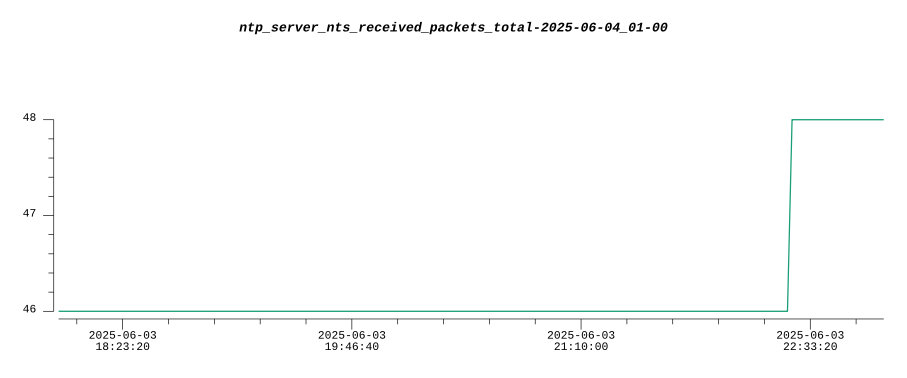 ntp_server_nts_received_packets_total-2025-06-04_01-00
48
47
46
2025-06-03 2025-06-03 2025-06-03 2025-06-03
18:23:20 19:46:40 21:10:00 22:33:20